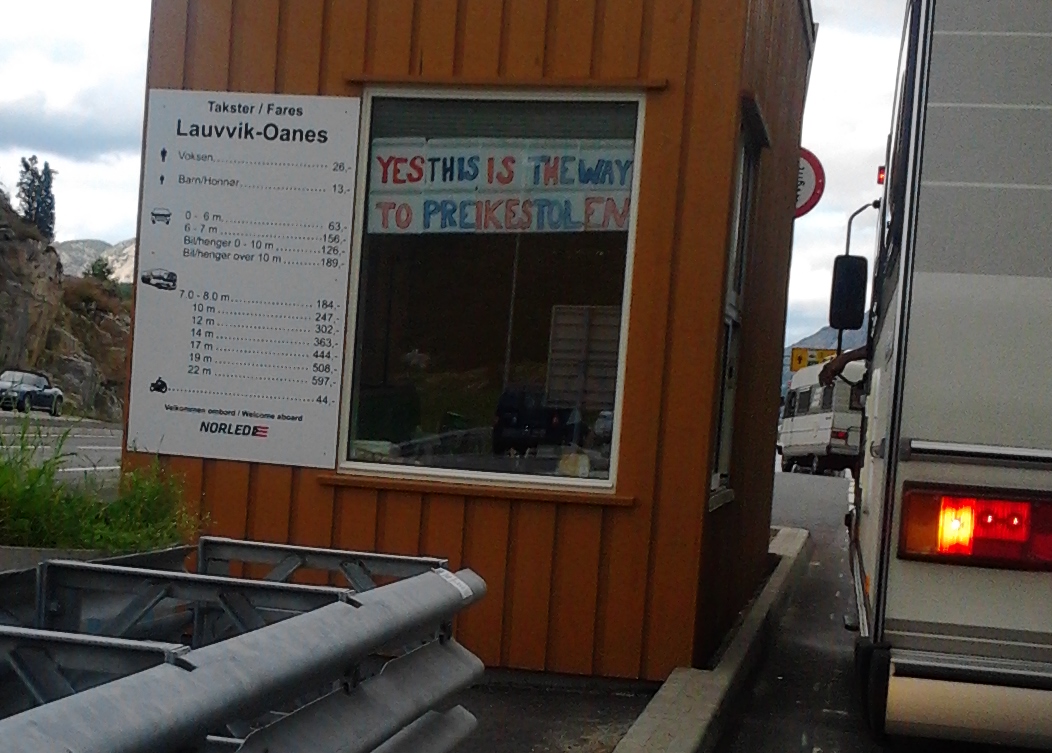 Takster / Fares
Lauvvik-Oanes
Voksen 26,-
Barn/Honnør 13,-
0 - 6 m. 63,-
6 - 7 m. 156,-
Bil/henger 0 - 10 m 126,-
Bil/henger over 10 m 189,-
7.0 - 8.0 m 184,-
10 m 247,-
12 m 302,-
14 m 363,-
17 m 444,-
19 m 508,-
22 m 597,-
44,-
Velkommen ombord / Welcome aboard
NORLED
YES THIS IS THE WAY
TO PREIKESTOLEN